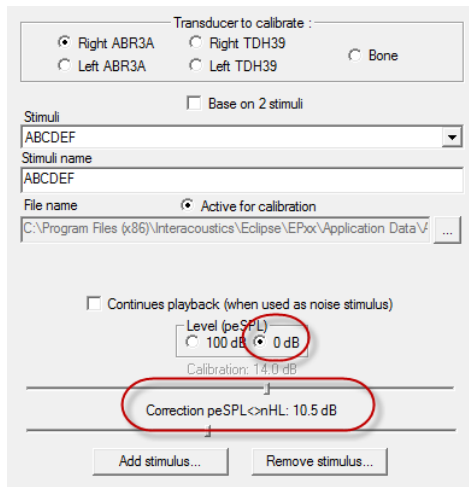 Transducer to calibrate :
Right ABR3A Right TDH39
Bone
Left ABR3A Left TDH39
Base on 2 stimuli
Stimuli
ABCDEF
Stimuli name
ABCDEF
File name Active for calibration
C:\Program Files (x86)\Interacoustics\Eclipse\EPxx\Application Data\ ...
Continues playback (when used as noise stimulus)
Level (peSPL)
100 dB 0 dB
Calibration: 14.0 dB
Correction peSPL<>nHL: 10.5 dB
Add stimulus... Remove stimulus...